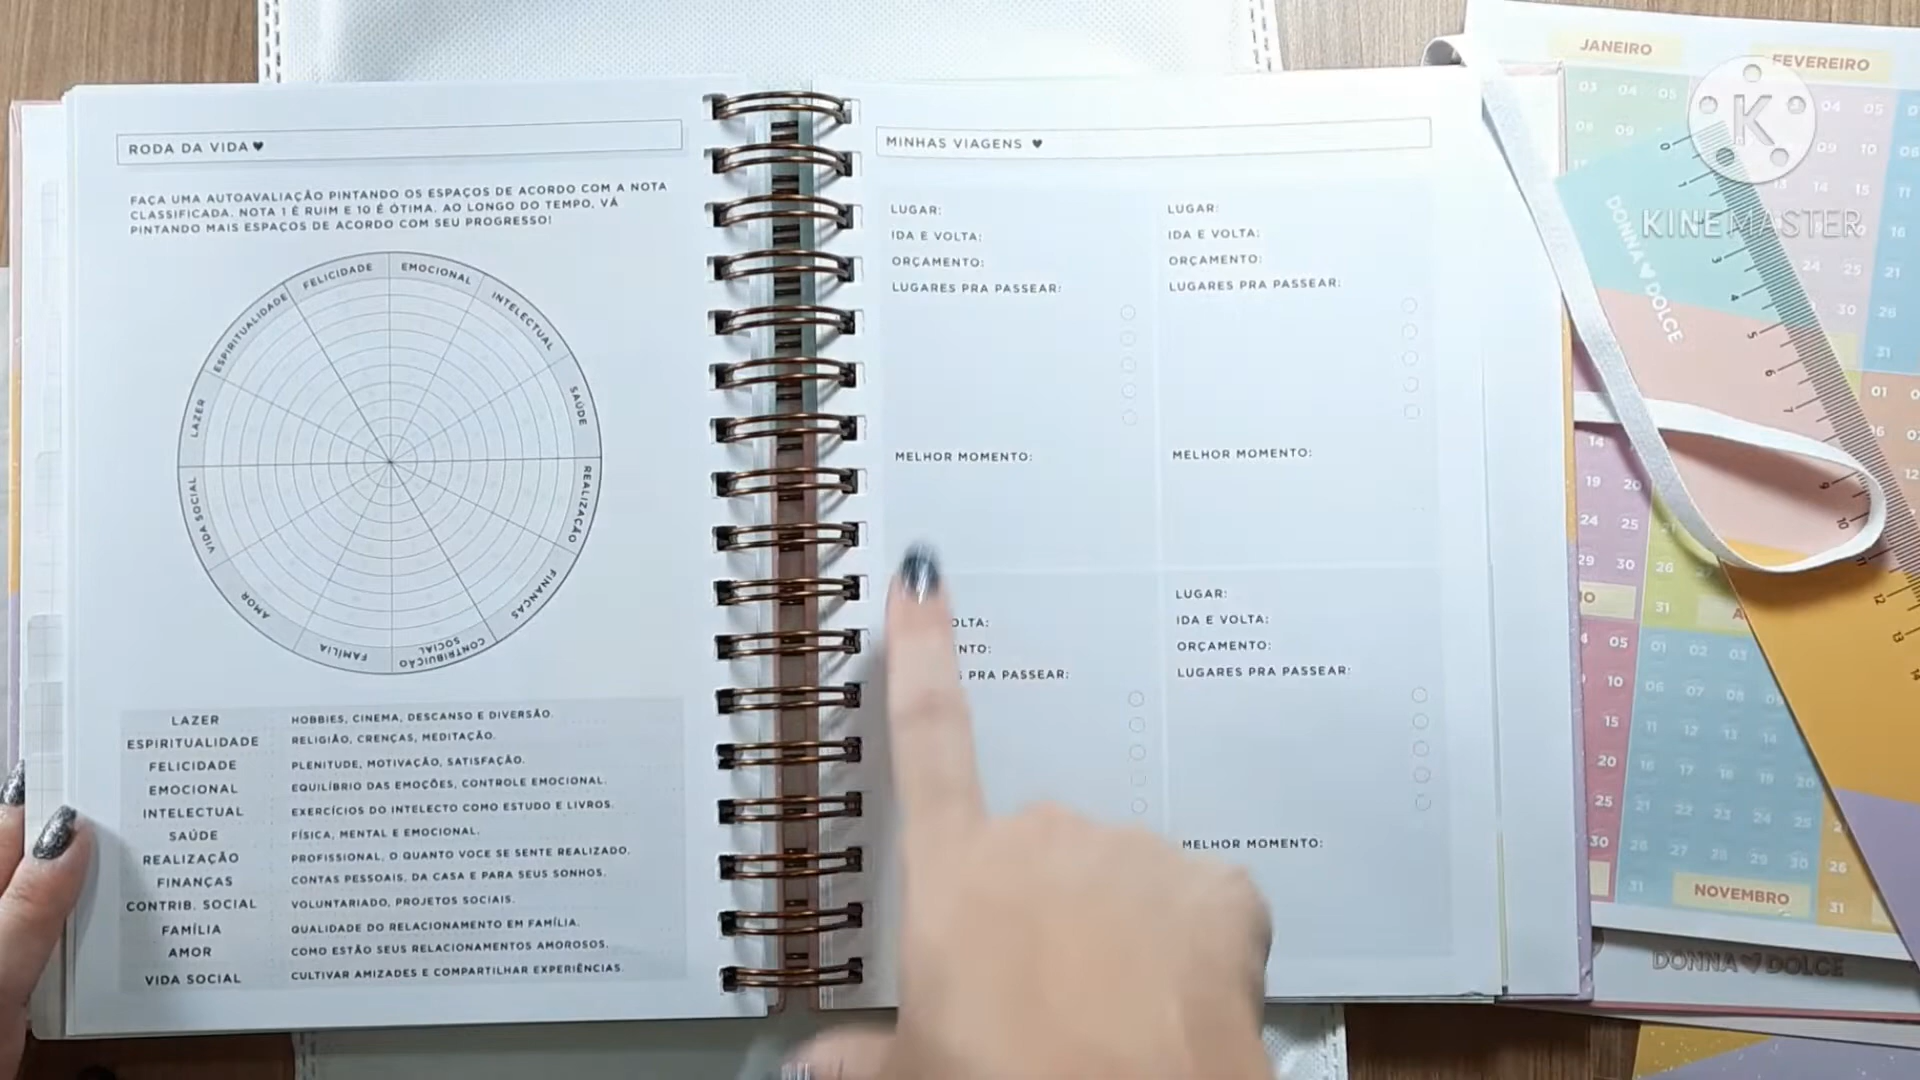 RODA DA VIDA ♥
FAÇA UMA AUTOAVALIAÇÃO PINTANDO OS ESPAÇOS DE ACORDO COM A NOTA
CLASSIFICADA. NOTA 1 É RUIM E 10 É ÓTIMA. AO LONGO DO TEMPO, VÁ
PINTANDO MAIS ESPAÇOS DE ACORDO COM SEU PROGRESSO!
FELICIDADE
EMOCIONAL
INTELECTUAL
SAÚDE
REALIZAÇÃO
FINANÇAS
CONTRIBUIÇÃO
SOCIAL
FAMÍLIA
AMOR
VIDA SOCIAL
LAZER
ESPIRITUALIDADE
LAZER HOBBIES, CINEMA, DESCANSO E DIVERSÃO.
ESPIRITUALIDADE RELIGIÃO, CRENÇAS, MEDITAÇÃO.
FELICIDADE PLENITUDE, MOTIVAÇÃO, SATISFAÇÃO.
EMOCIONAL EQUILÍBRIO DAS EMOÇÕES, CONTROLE EMOCIONAL.
INTELECTUAL EXERCÍCIOS DO INTELECTO COMO ESTUDO E LIVROS.
SAÚDE FÍSICA, MENTAL E EMOCIONAL.
REALIZAÇÃO PROFISSIONAL, O QUANTO VOCE SE SENTE REALIZADO.
FINANÇAS CONTAS PESSOAIS, DA CASA E PARA SEUS SONHOS.
CONTRIB. SOCIAL VOLUNTARIADO, PROJETOS SOCIAIS.
FAMÍLIA QUALIDADE DO RELACIONAMENTO EM FAMÍLIA.
AMOR COMO ESTÃO SEUS RELACIONAMENTOS AMOROSOS.
VIDA SOCIAL CULTIVAR AMIZADES E COMPARTILHAR EXPERIÊNCIAS.
MINHAS VIAGENS ♥
LUGAR:
IDA E VOLTA:
ORÇAMENTO:
LUGARES PRA PASSEAR:
MELHOR MOMENTO:
LUGAR:
IDA E VOLTA:
ORÇAMENTO:
LUGARES PRA PASSEAR:
MELHOR MOMENTO:
OLTA:
NTO:
PRA PASSEAR:
LUGAR:
IDA E VOLTA:
ORÇAMENTO:
LUGARES PRA PASSEAR:
MELHOR MOMENTO:
JANEIRO
FEVEREIRO
K
KINEMASTER
DONNA♥DOLCE
NOVEMBRO
DONNA♥DOLCE